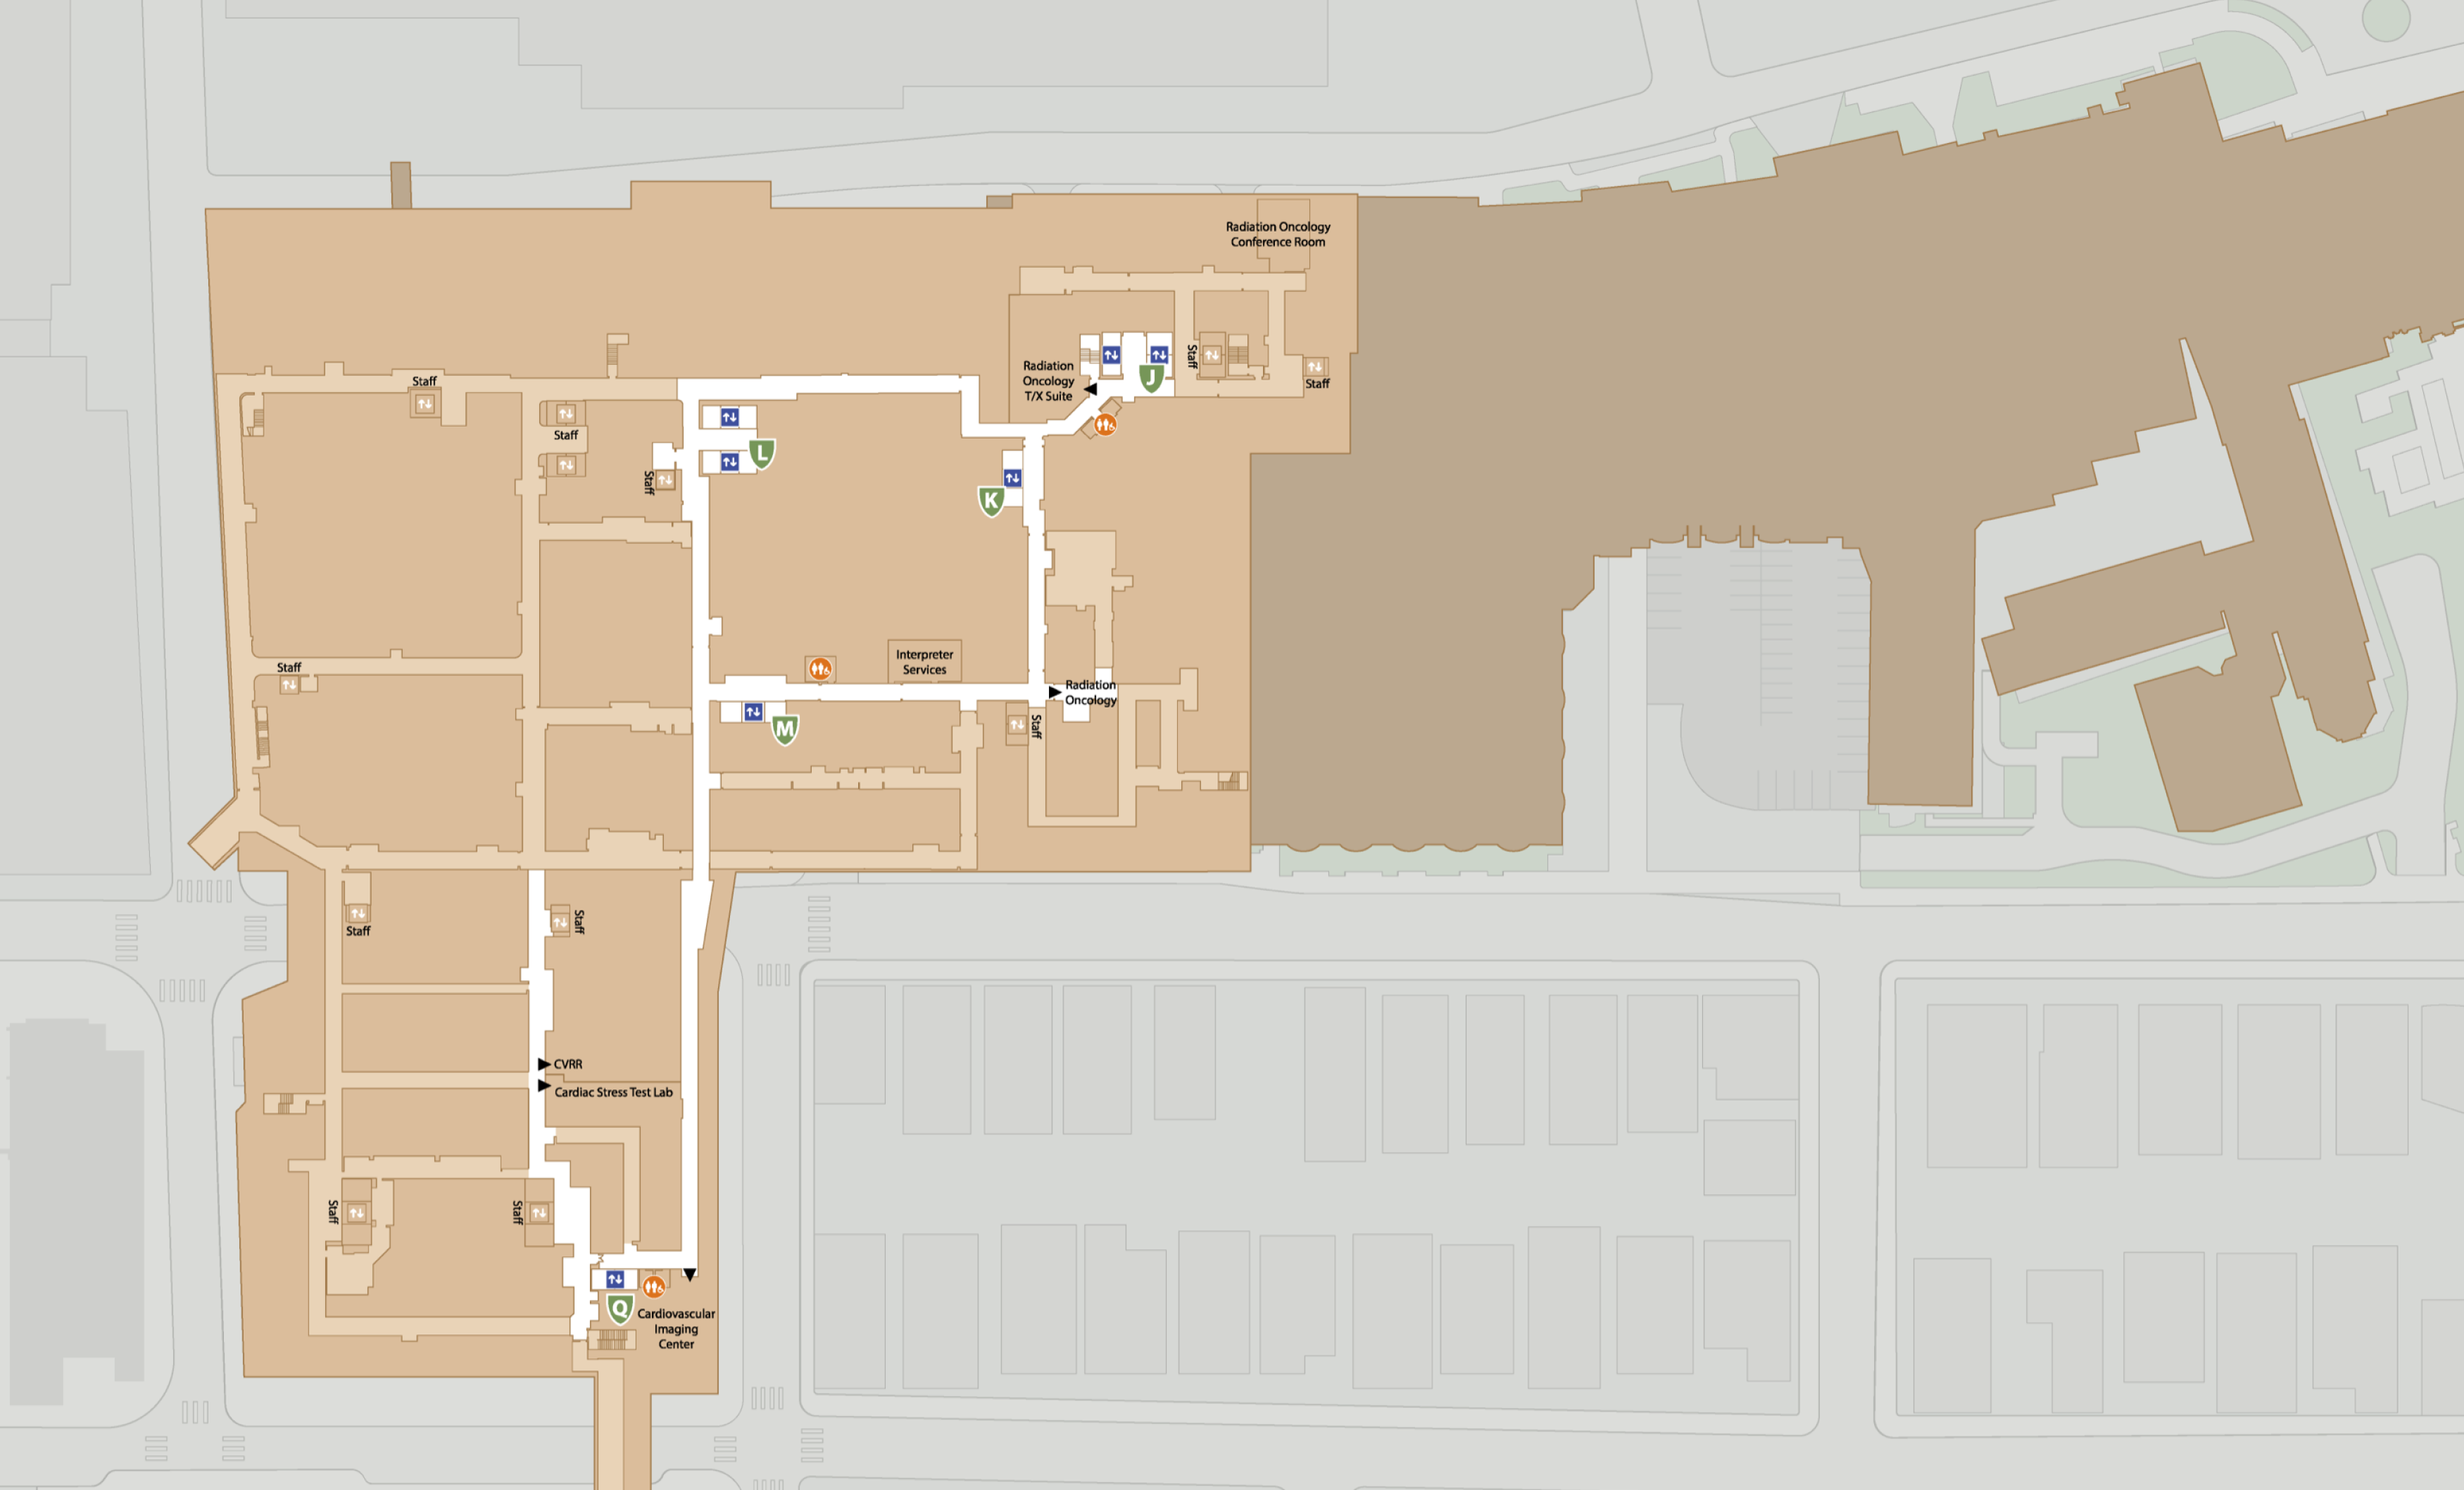 Radiation Oncology
Conference Room
Radiation
Oncology
T/X Suite
J
Staff
Staff
Staff
Staff
L
Staff
K
Staff
Interpreter
Services
Radiation
Oncology
M
Staff
Staff
Staff
CVRR
Cardiac Stress Test Lab
Staff
Staff
Q
Cardiovascular
Imaging
Center